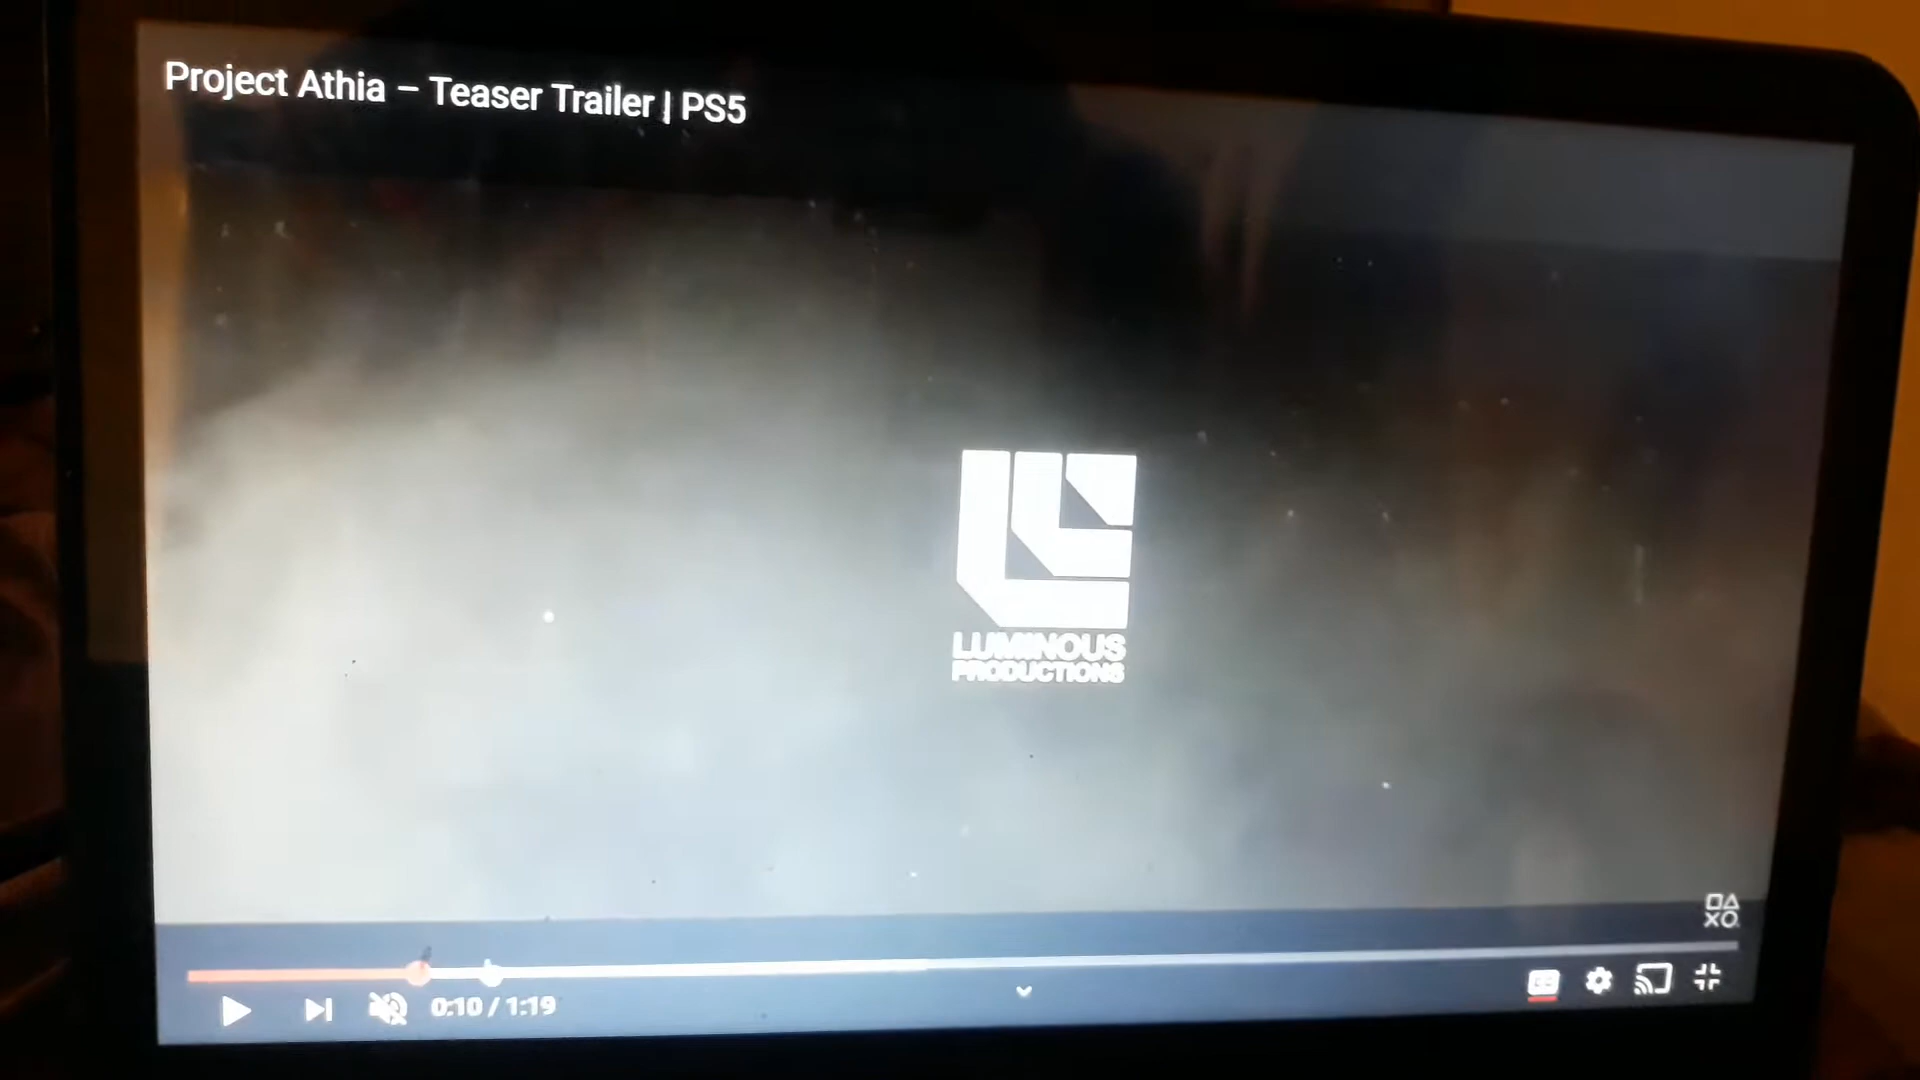 Project Athia – Teaser Trailer | PS5
LUMINOUS
PRODUCTIONS
0:10 / 1:19